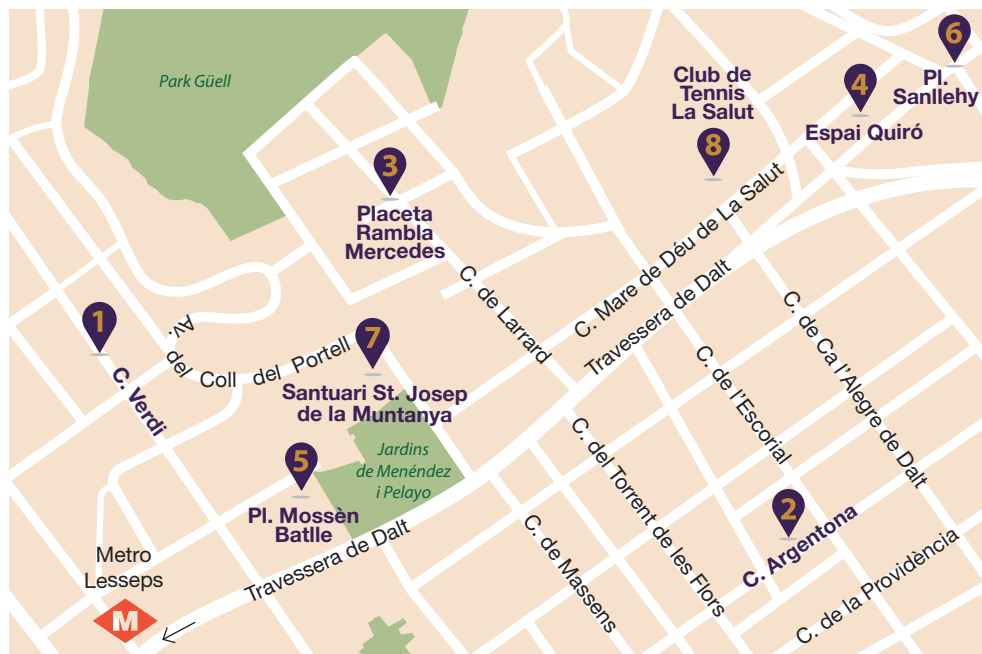 Park Güell
6
Pl.
Sanllehy
4
Espai Quiró
Club de
Tennis
La Salut
8
3
Placeta
Rambla
Mercedes
C. de Larrard
C. Mare de Déu de La Salut
Travessera de Dalt
1
C. Verdi
Av. del Coll del Portell
7
Santuari St. Josep
de la Muntanya
Jardins
de Menéndez
i Pelayo
5
Pl. Mossèn
Batlle
Travessera de Dalt
Metro
Lesseps
M
C. de Massens
C. del Torrent de les Flors
C. de l'Escorial
C. de Ca l'Alegre de Dalt
2
C. Argentona
C. de la Providència